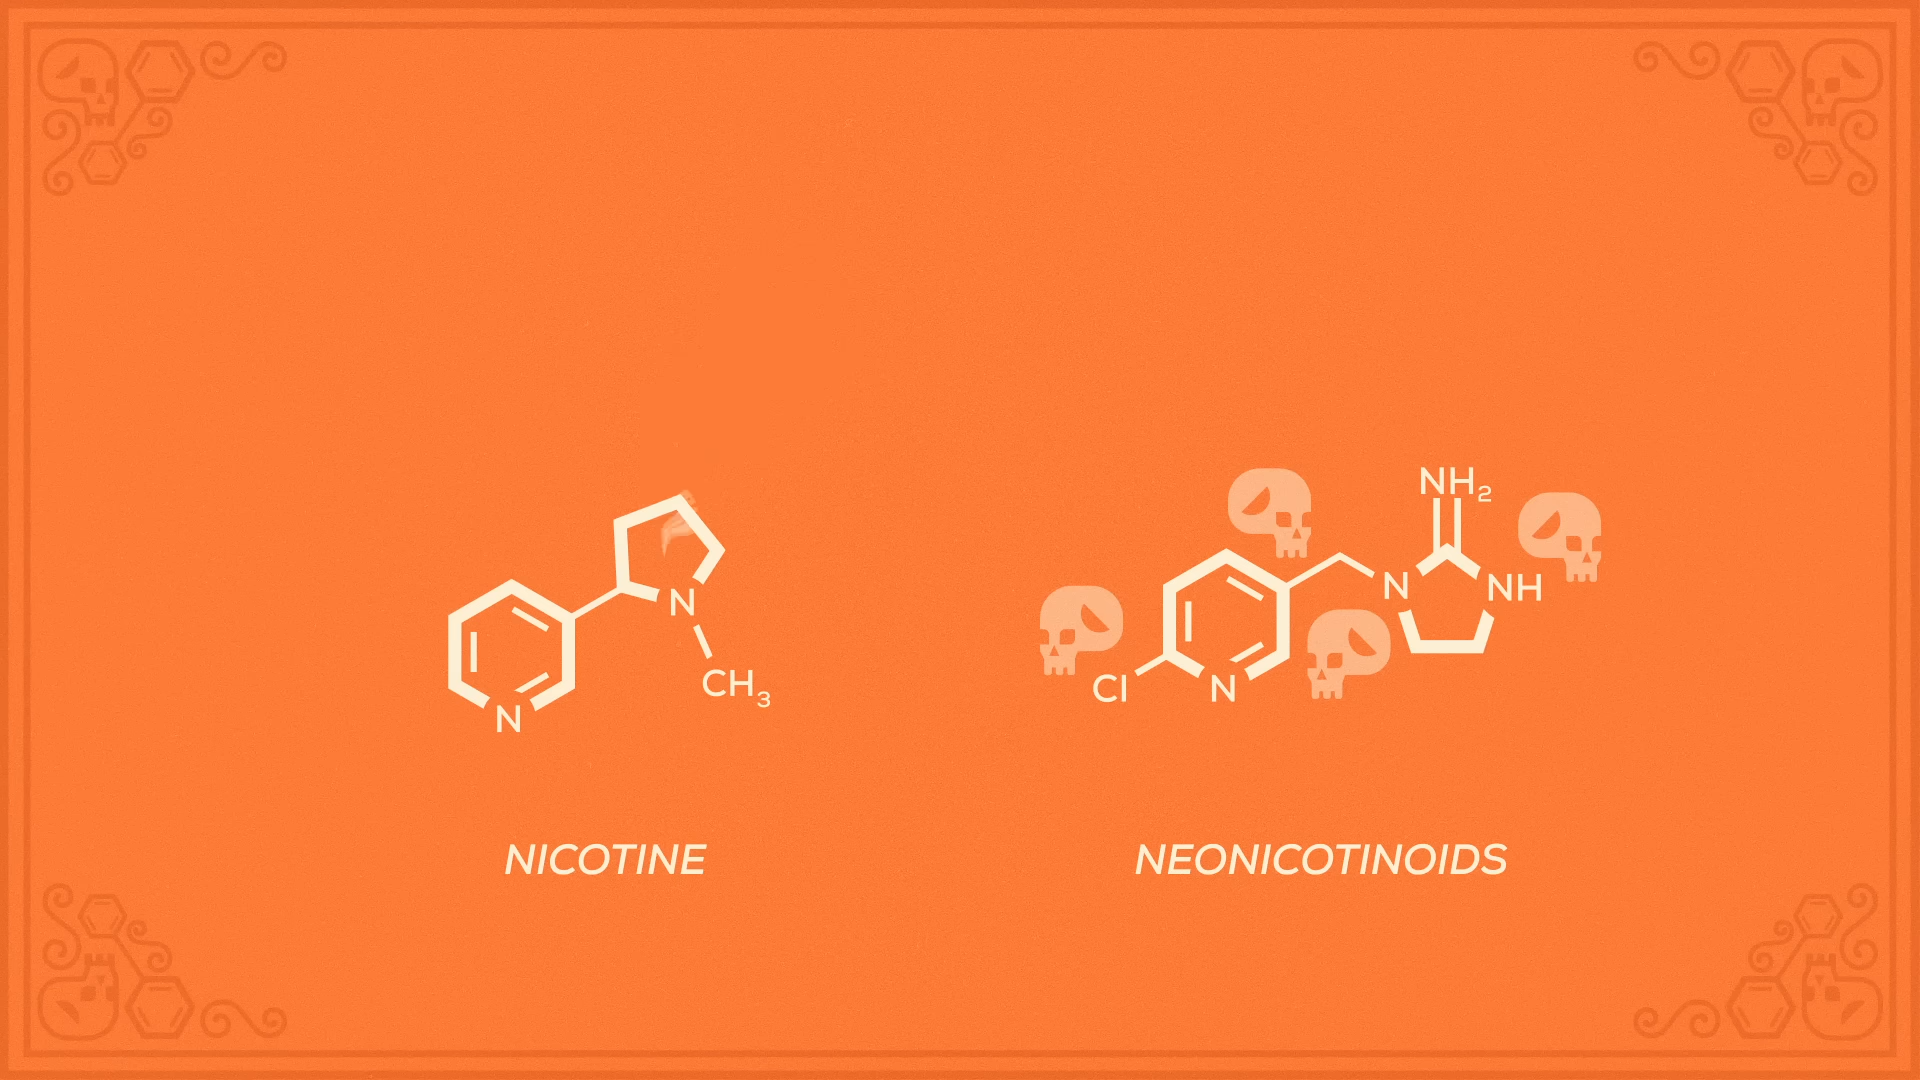 N
CH₃
N
NICOTINE
NH₂
N
NH
Cl
N
NEONICOTINOIDS